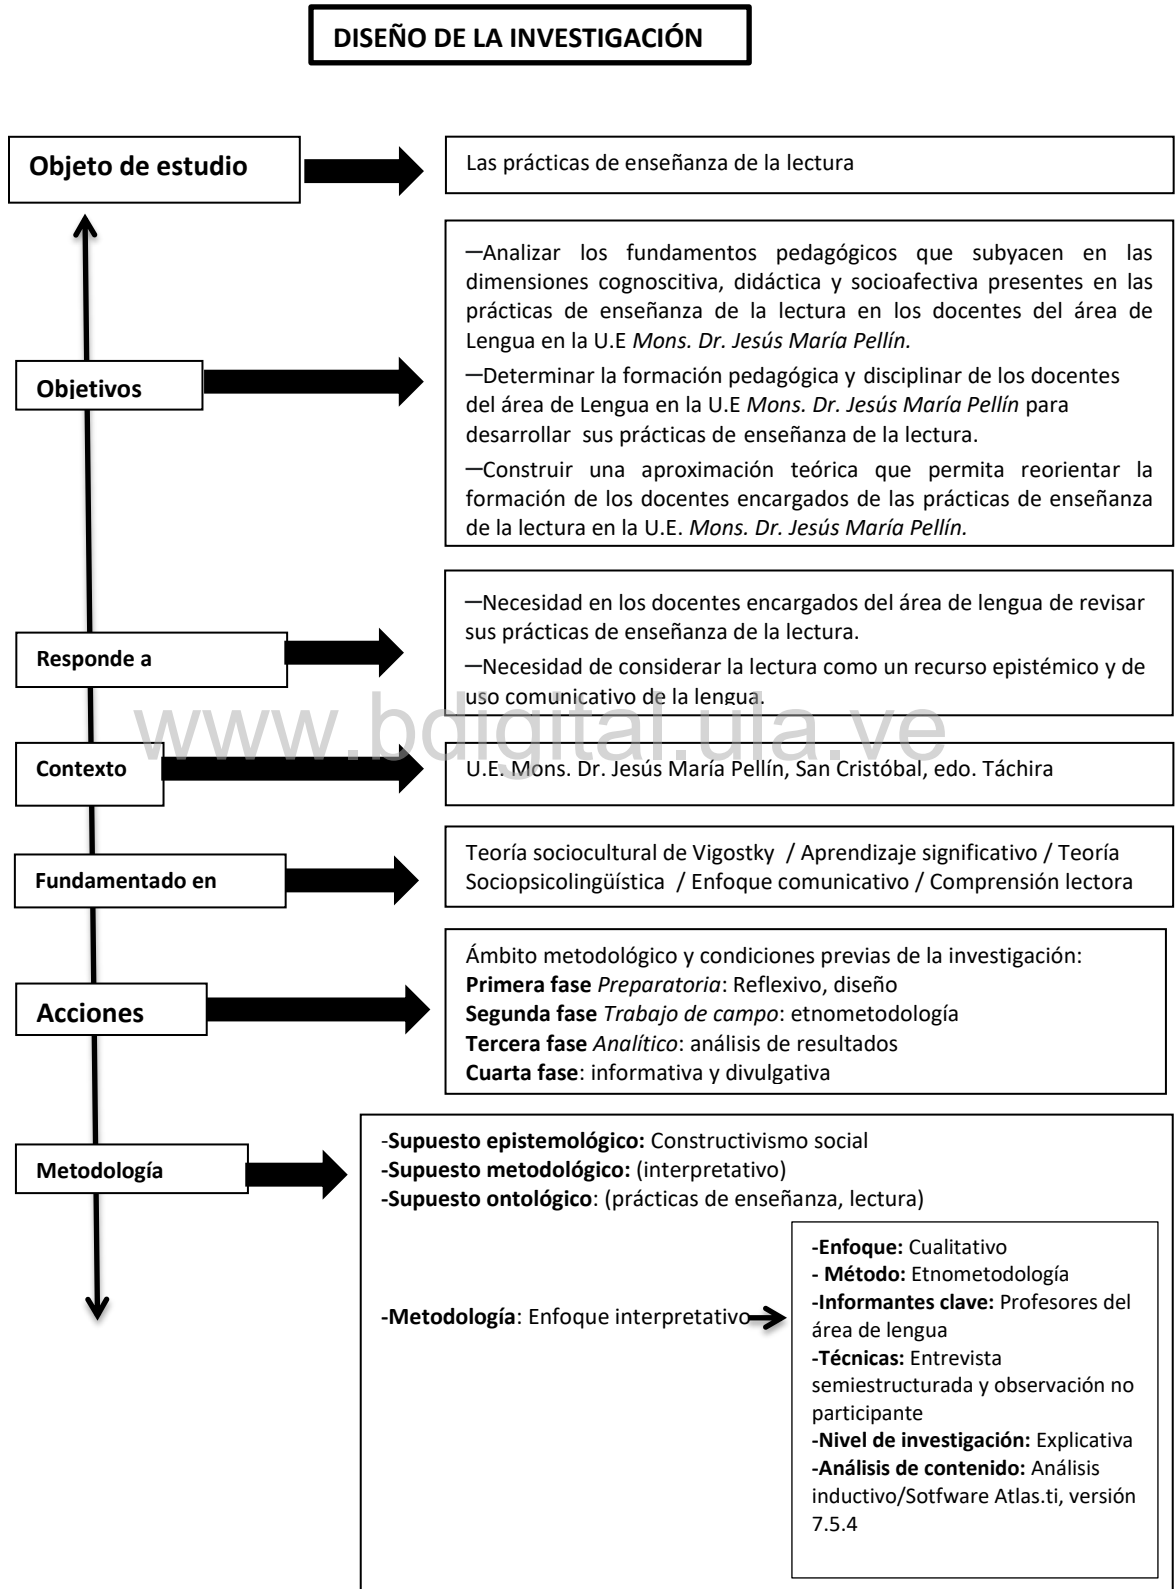 DISEÑO DE LA INVESTIGACIÓN
Objeto de estudio
Las prácticas de enseñanza de la lectura
Objetivos
—Analizar los fundamentos pedagógicos que subyacen en las
dimensiones cognoscitiva, didáctica y socioafectiva presentes en las
prácticas de enseñanza de la lectura en los docentes del área de
Lengua en la U.E Mons. Dr. Jesús María Pellín.
—Determinar la formación pedagógica y disciplinar de los docentes
del área de Lengua en la U.E Mons. Dr. Jesús María Pellín para
desarrollar sus prácticas de enseñanza de la lectura.
—Construir una aproximación teórica que permita reorientar la
formación de los docentes encargados de las prácticas de enseñanza
de la lectura en la U.E. Mons. Dr. Jesús María Pellín.
Responde a
—Necesidad en los docentes encargados del área de lengua de revisar
sus prácticas de enseñanza de la lectura.
—Necesidad de considerar la lectura como un recurso epistémico y de
uso comunicativo de la lengua.
www.bdigital.ula.ve
Contexto
U.E. Mons. Dr. Jesús María Pellín, San Cristóbal, edo. Táchira
Fundamentado en
Teoría sociocultural de Vigostky / Aprendizaje significativo / Teoría
Sociopsicolingüística / Enfoque comunicativo / Comprensión lectora
Acciones
Ámbito metodológico y condiciones previas de la investigación:
Primera fase Preparatoria: Reflexivo, diseño
Segunda fase Trabajo de campo: etnometodología
Tercera fase Analítico: análisis de resultados
Cuarta fase: informativa y divulgativa
Metodología
-Supuesto epistemológico: Constructivismo social
-Supuesto metodológico: (interpretativo)
-Supuesto ontológico: (prácticas de enseñanza, lectura)
-Metodología: Enfoque interpretativo
-Enfoque: Cualitativo
- Método: Etnometodología
-Informantes clave: Profesores del
área de lengua
-Técnicas: Entrevista
semiestructurada y observación no
participante
-Nivel de investigación: Explicativa
-Análisis de contenido: Análisis
inductivo/Sotfware Atlas.ti, versión
7.5.4